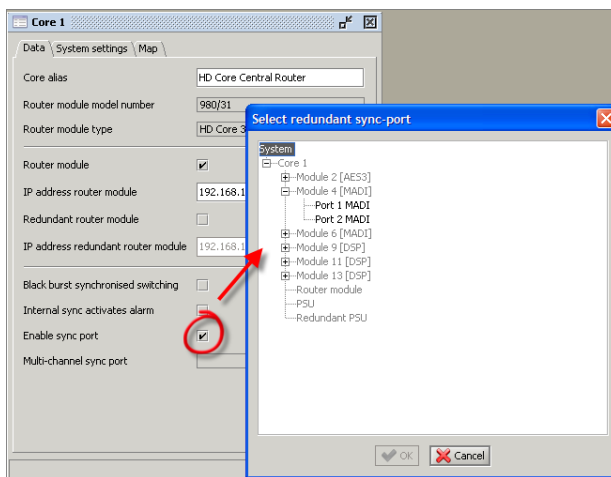 Core 1
Data System settings Map
Core alias HD Core Central Router
Router module model number 980/31
Router module type HD Core 3
Router module
IP address router module 192.168.1
Redundant router module
IP address redundant router module 192.168.1
Black burst synchronised switching
Internal sync activates alarm
Enable sync port
Multi-channel sync port
Select redundant sync-port
System
Core 1
Module 2 [AES3]
Module 4 [MADI]
Port 1 MADI
Port 2 MADI
Module 6 [MADI]
Module 9 [DSP]
Module 11 [DSP]
Module 13 [DSP]
Router module
PSU
Redundant PSU
OK Cancel